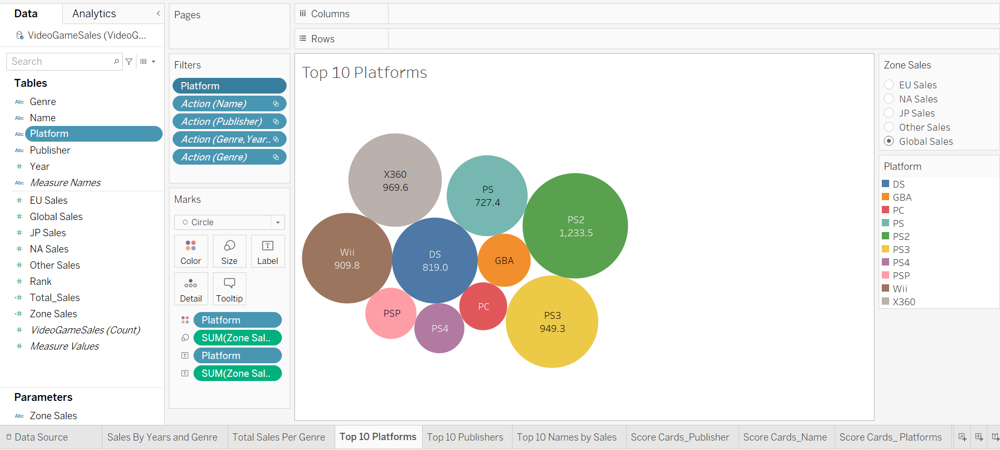 Data
Analytics
VideoGameSales (VideoG...
Search
Tables
Abc Genre
Abc Name
Abc Platform
Abc Publisher
# Year
Abc Measure Names
# EU Sales
# Global Sales
# JP Sales
# NA Sales
# Other Sales
# Rank
=# Total_Sales
=# Zone Sales
# VideoGameSales (Count)
# Measure Values
Parameters
Abc Zone Sales
Pages
Filters
Platform
Action (Name)
Action (Publisher)
Action (Genre,Year..
Action (Genre)
Marks
Circle
Color
Size
T
Label
Detail
Tooltip
Platform
SUM(Zone Sal..
T Platform
T SUM(Zone Sal..
Columns
Rows
Top 10 Platforms
X360
969.6
PS
727.4
PS2
1,233.5
Wii
909.8
DS
819.0
GBA
PSP
PS4
PC
PS3
949.3
Zone Sales
EU Sales
NA Sales
JP Sales
Other Sales
Global Sales
Platform
DS
GBA
PC
PS
PS2
PS3
PS4
PSP
Wii
X360
Data Source
Sales By Years and Genre
Total Sales Per Genre
Top 10 Platforms
Top 10 Publishers
Top 10 Names by Sales
Score Cards_Publisher
Score Cards_Name
Score Cards_ Platforms